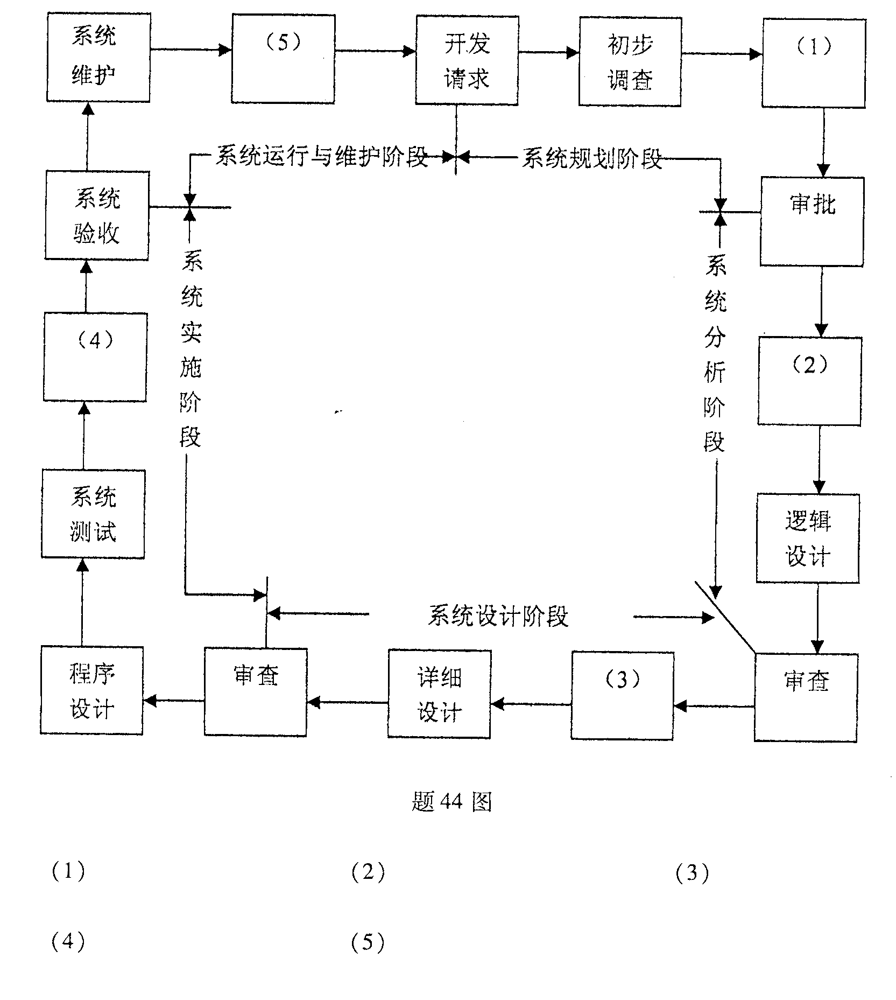 系统
维护
（5）
开发
请求
初步
调查
（1）
系统运行与维护阶段
系统规划阶段
系统
验收
审批
系统实施阶段
系统分析阶段
（4）
（2）
系统
测试
逻辑
设计
系统设计阶段
程序
设计
审查
详细
设计
（3）
审查
题 44 图
（1）
（2）
（3）
（4）
（5）